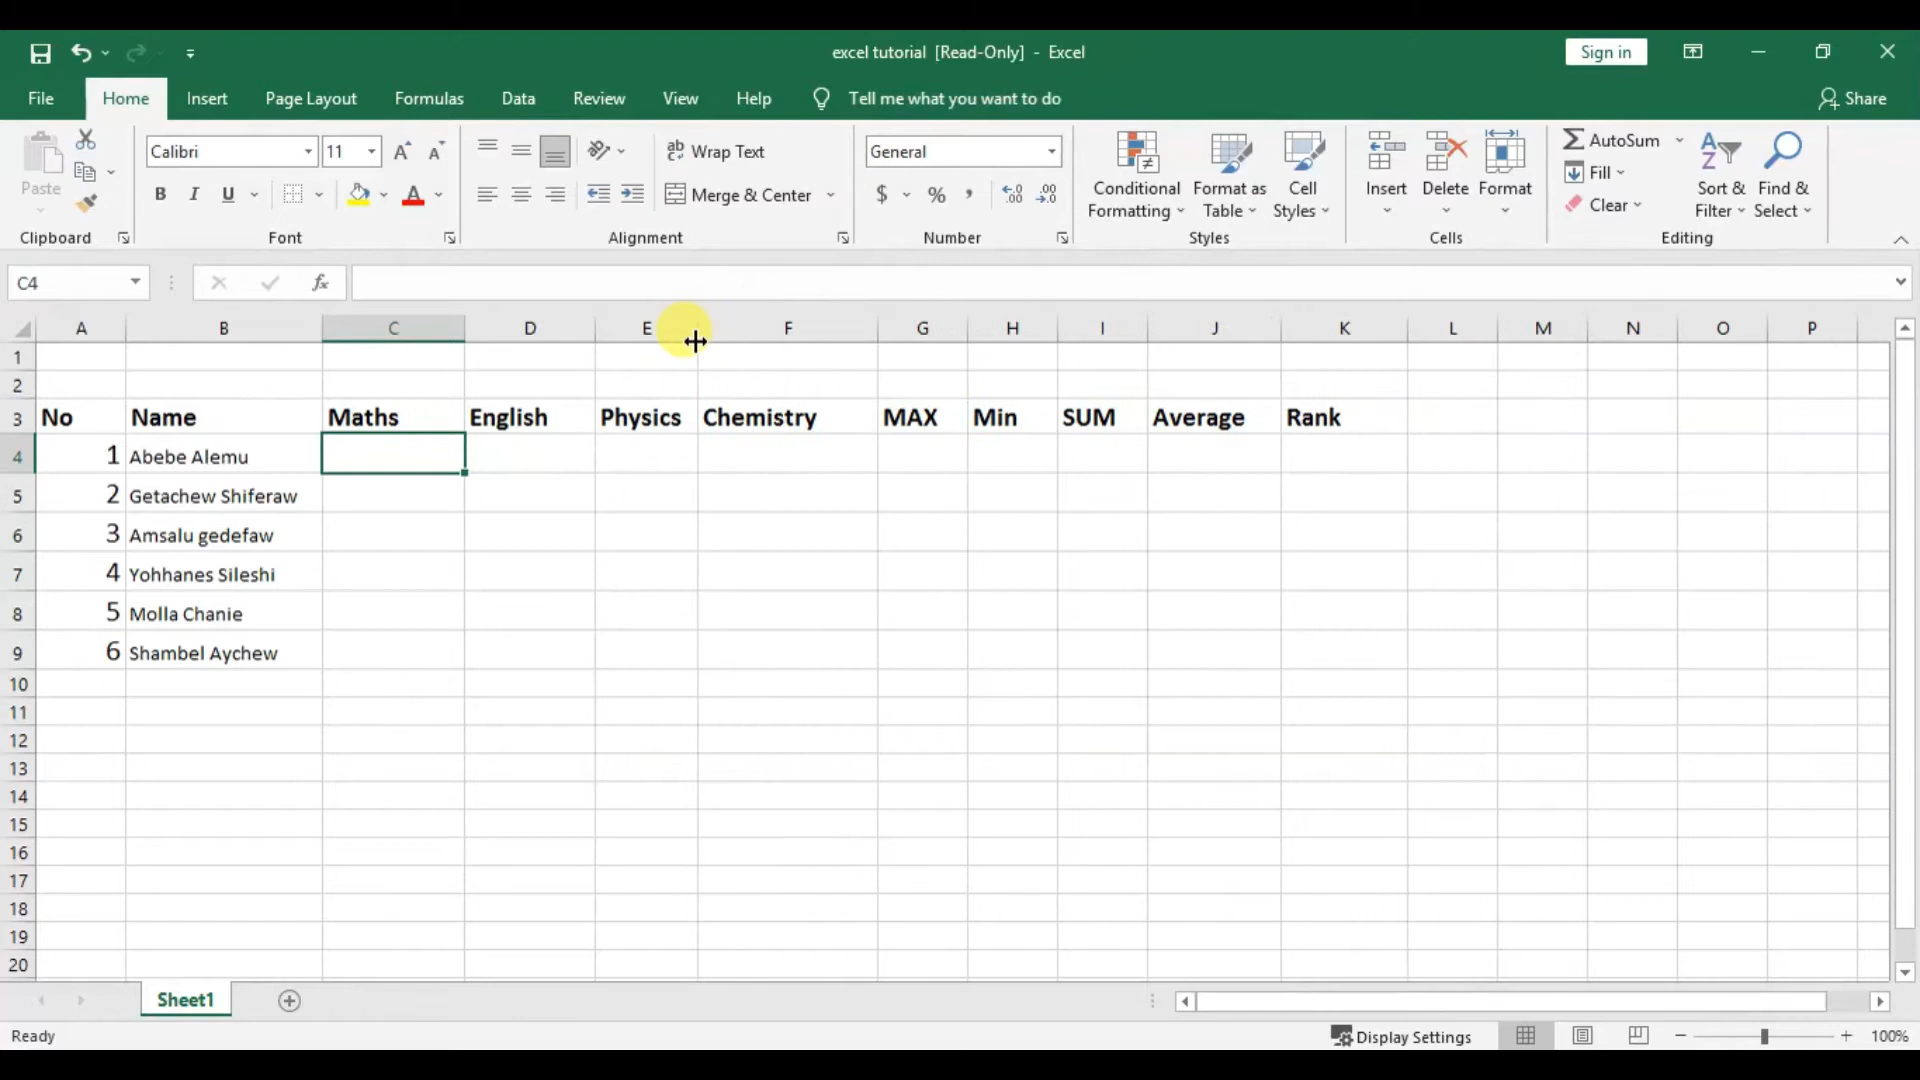 excel tutorial [Read-Only] - Excel
Sign in
File Home Insert Page Layout Formulas Data Review View Help Tell me what you want to do Share
Paste
Clipboard
Calibri 11
B I U A
Font
ab Wrap Text
Merge & Center
Alignment
General
$ % , .00 .00
Number
Conditional Formatting
Format as Table
Cell Styles
Styles
Insert Delete Format
Cells
AutoSum
Fill
Clear
Sort & Filter
Find & Select
Editing
C4 fx
A B C D E F G H I J K L M N O P
1
2
3 No Name Maths English Physics Chemistry MAX Min SUM Average Rank
4 1 Abebe Alemu
5 2 Getachew Shiferaw
6 3 Amsalu gedefaw
7 4 Yohhanes Sileshi
8 5 Molla Chanie
9 6 Shambel Aychew
10
11
12
13
14
15
16
17
18
19
20
Sheet1
Ready Display Settings 100%